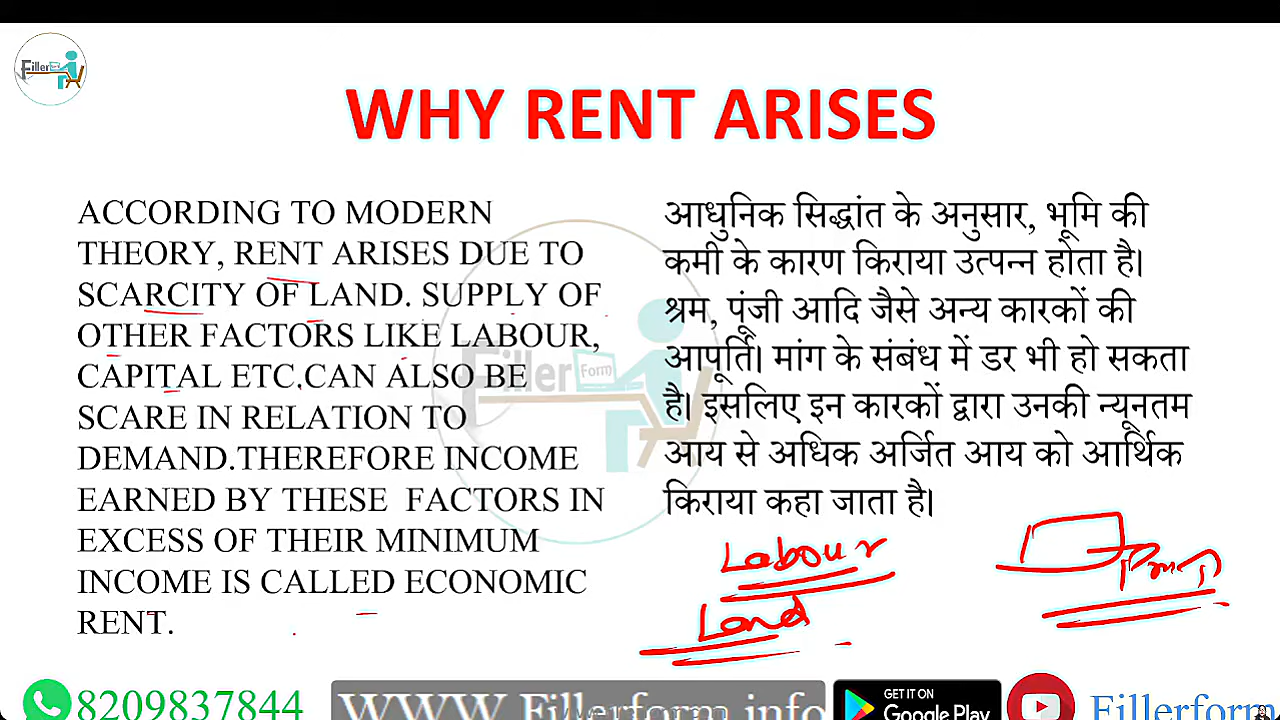 Filler
WHY RENT ARISES
ACCORDING TO MODERN
THEORY, RENT ARISES DUE TO
SCARCITY OF LAND. SUPPLY OF
OTHER FACTORS LIKE LABOUR,
CAPITAL ETC,CAN ALSO BE
SCARE IN RELATION TO
DEMAND.THEREFORE INCOME
EARNED BY THESE FACTORS IN
EXCESS OF THEIR MINIMUM
INCOME IS CALLED ECONOMIC
RENT.
आधुनिक सिद्धांत के अनुसार, भूमि की
कमी के कारण किराया उत्पन्न होता है।
श्रम, पूंजी आदि जैसे अन्य कारकों की
आपूर्ति। मांग के संबंध में डर भी हो सकता
है। इसलिए इन कारकों द्वारा उनकी न्यूनतम
आय से अधिक अर्जित आय को आर्थिक
किराया कहा जाता है।
Filler Form
Labour
Land
8209837844
WWW.Fillerform.info
GET IT ON
Google Play
Fillerform